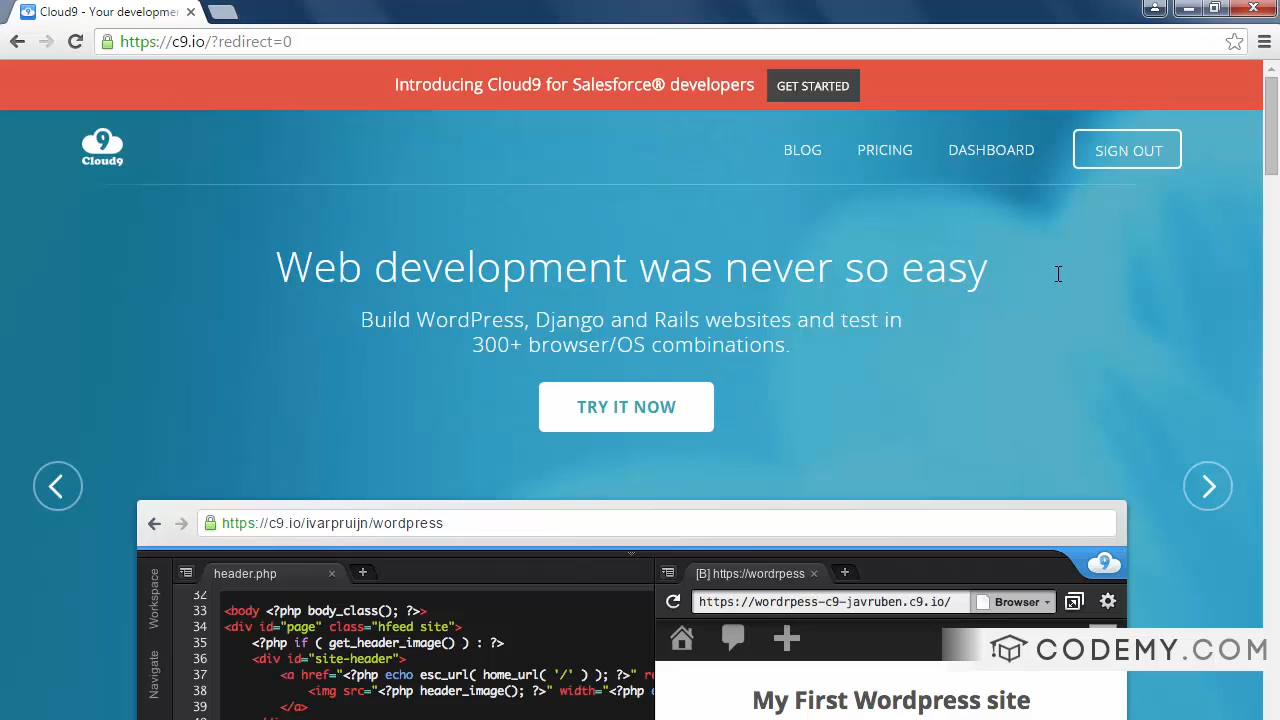 Cloud9 - Your developmen
https://c9.io/?redirect=0
Introducing Cloud9 for Salesforce® developers GET STARTED
9
Cloud9
BLOG PRICING DASHBOARD SIGN OUT
Web development was never so easy
Build WordPress, Django and Rails websites and test in
300+ browser/OS combinations.
TRY IT NOW
https://c9.io/ivarpruijn/wordpress
Workspace
Navigate
header.php
[B] https://wordrpess
9
https://wordrpess-c9-javruben.c9.io/ Browser
32
33 <body <?php body_class(); ?>>
34 <div id="page" class="hfeed site">
35 <?php if ( get_header_image() ) : ?>
36 <div id="site-header">
37 <a href="<?php echo esc_url( home_url( '/' ) ); ?>" re
38 <img src="<?php header_image(); ?>" width="<?php e
39 </a>
CODEMY.COM
My First Wordpress site